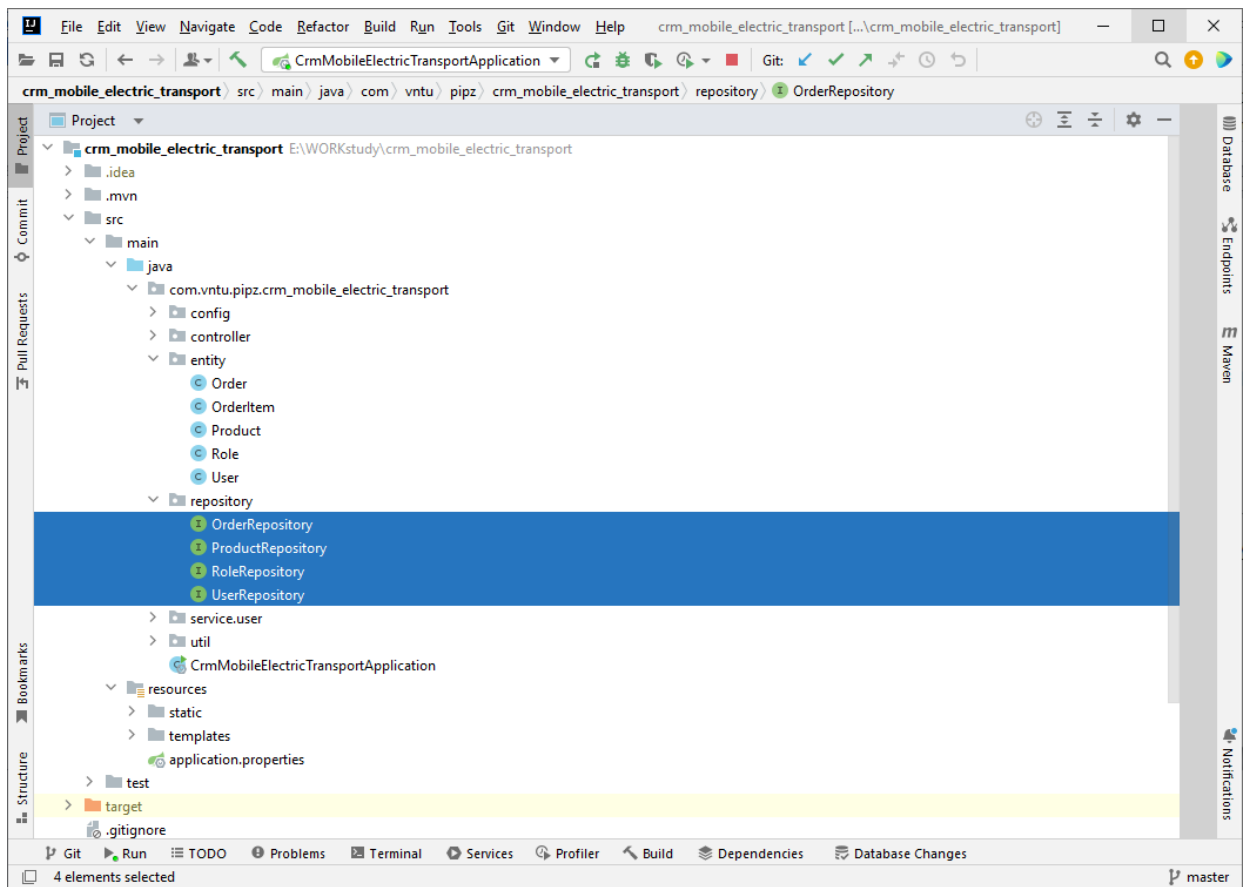 File Edit View Navigate Code Refactor Build Run Tools Git Window Help crm_mobile_electric_transport [...\crm_mobile_electric_transport]
CrmMobileElectricTransportApplication Git:
crm_mobile_electric_transport src main java com vntu pipz crm_mobile_electric_transport repository I OrderRepository
Project
crm_mobile_electric_transport E:\WORKstudy\crm_mobile_electric_transport
.idea
.mvn
src
main
java
com.vntu.pipz.crm_mobile_electric_transport
config
controller
entity
C Order
C OrderItem
C Product
C Role
C User
repository
I OrderRepository
I ProductRepository
I RoleRepository
I UserRepository
service.user
util
CrmMobileElectricTransportApplication
resources
static
templates
application.properties
test
target
.gitignore
Project
Commit
Pull Requests
Bookmarks
Structure
Database
Endpoints
m Maven
Notifications
Git Run TODO Problems Terminal Services Profiler Build Dependencies Database Changes
4 elements selected master